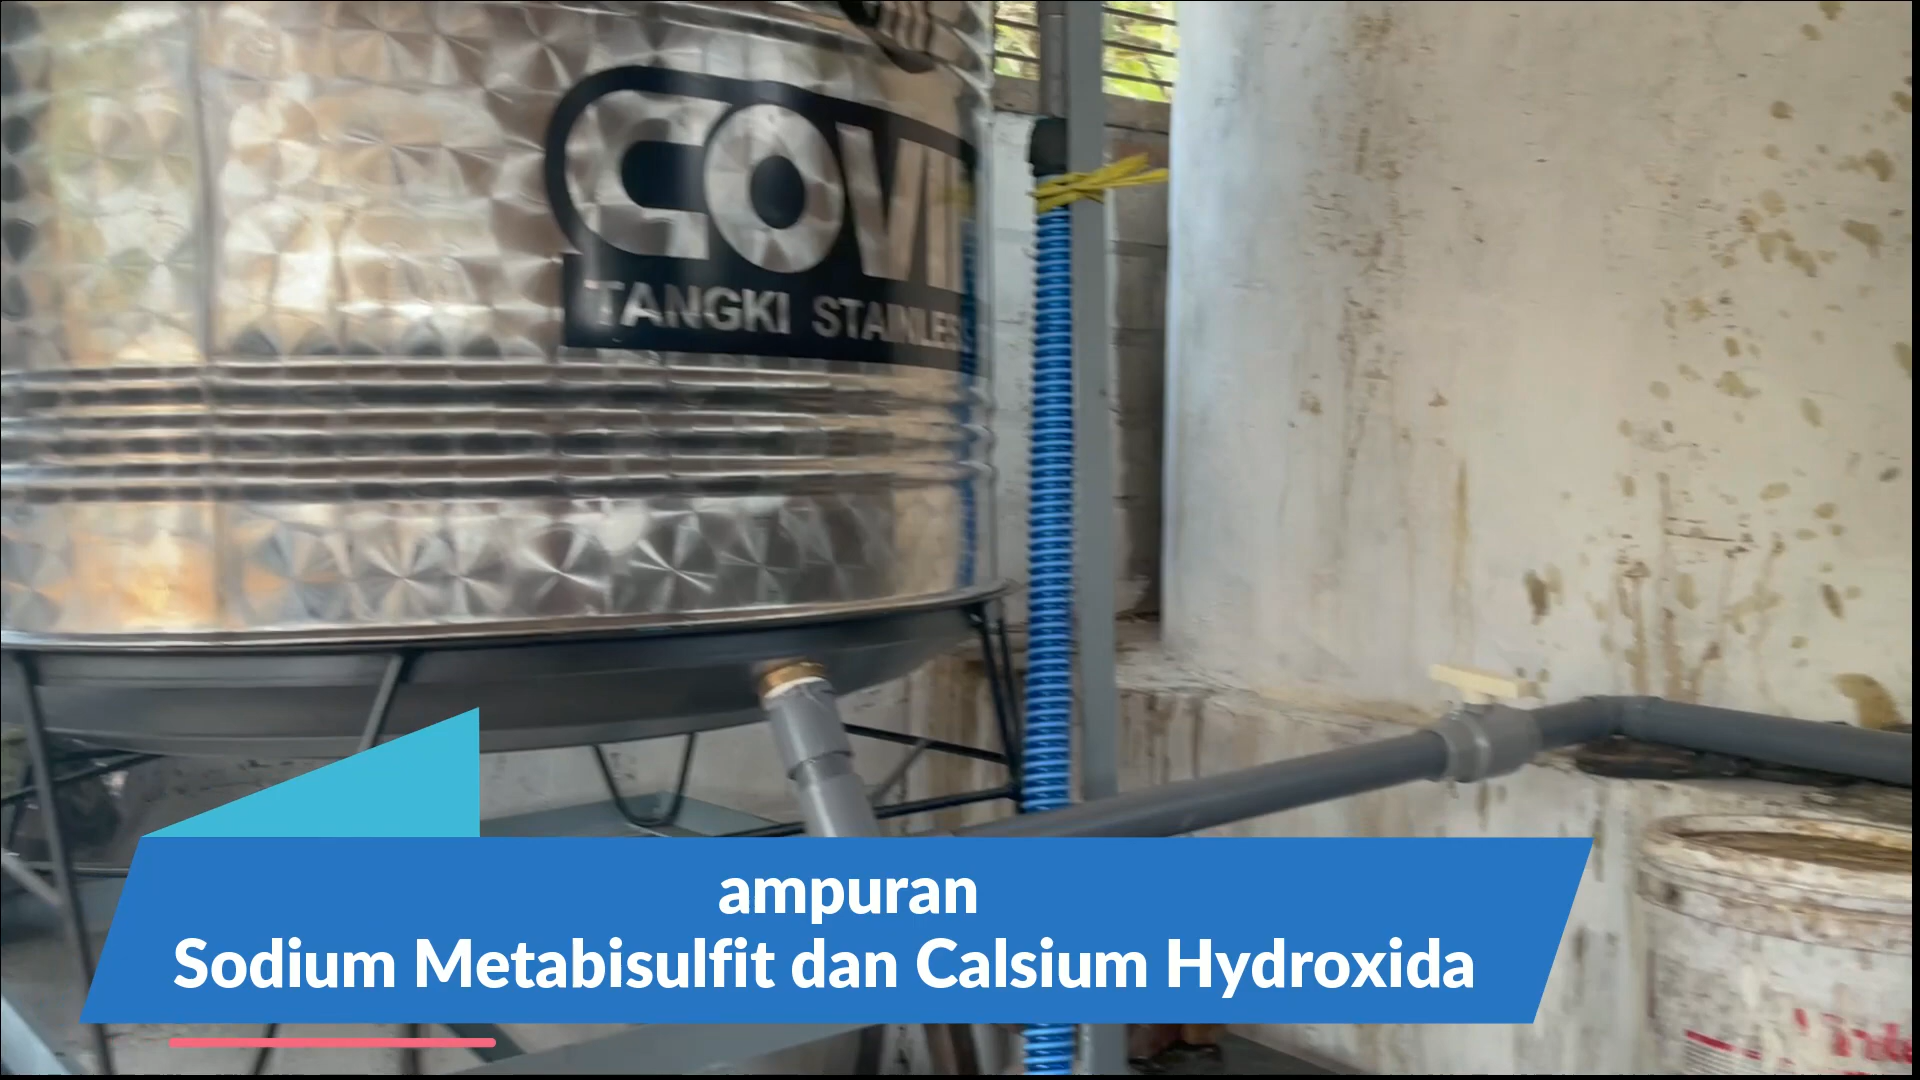 COVI
TANGKI STAINLES
ampuran
Sodium Metabisulfit dan Calsium Hydroxida